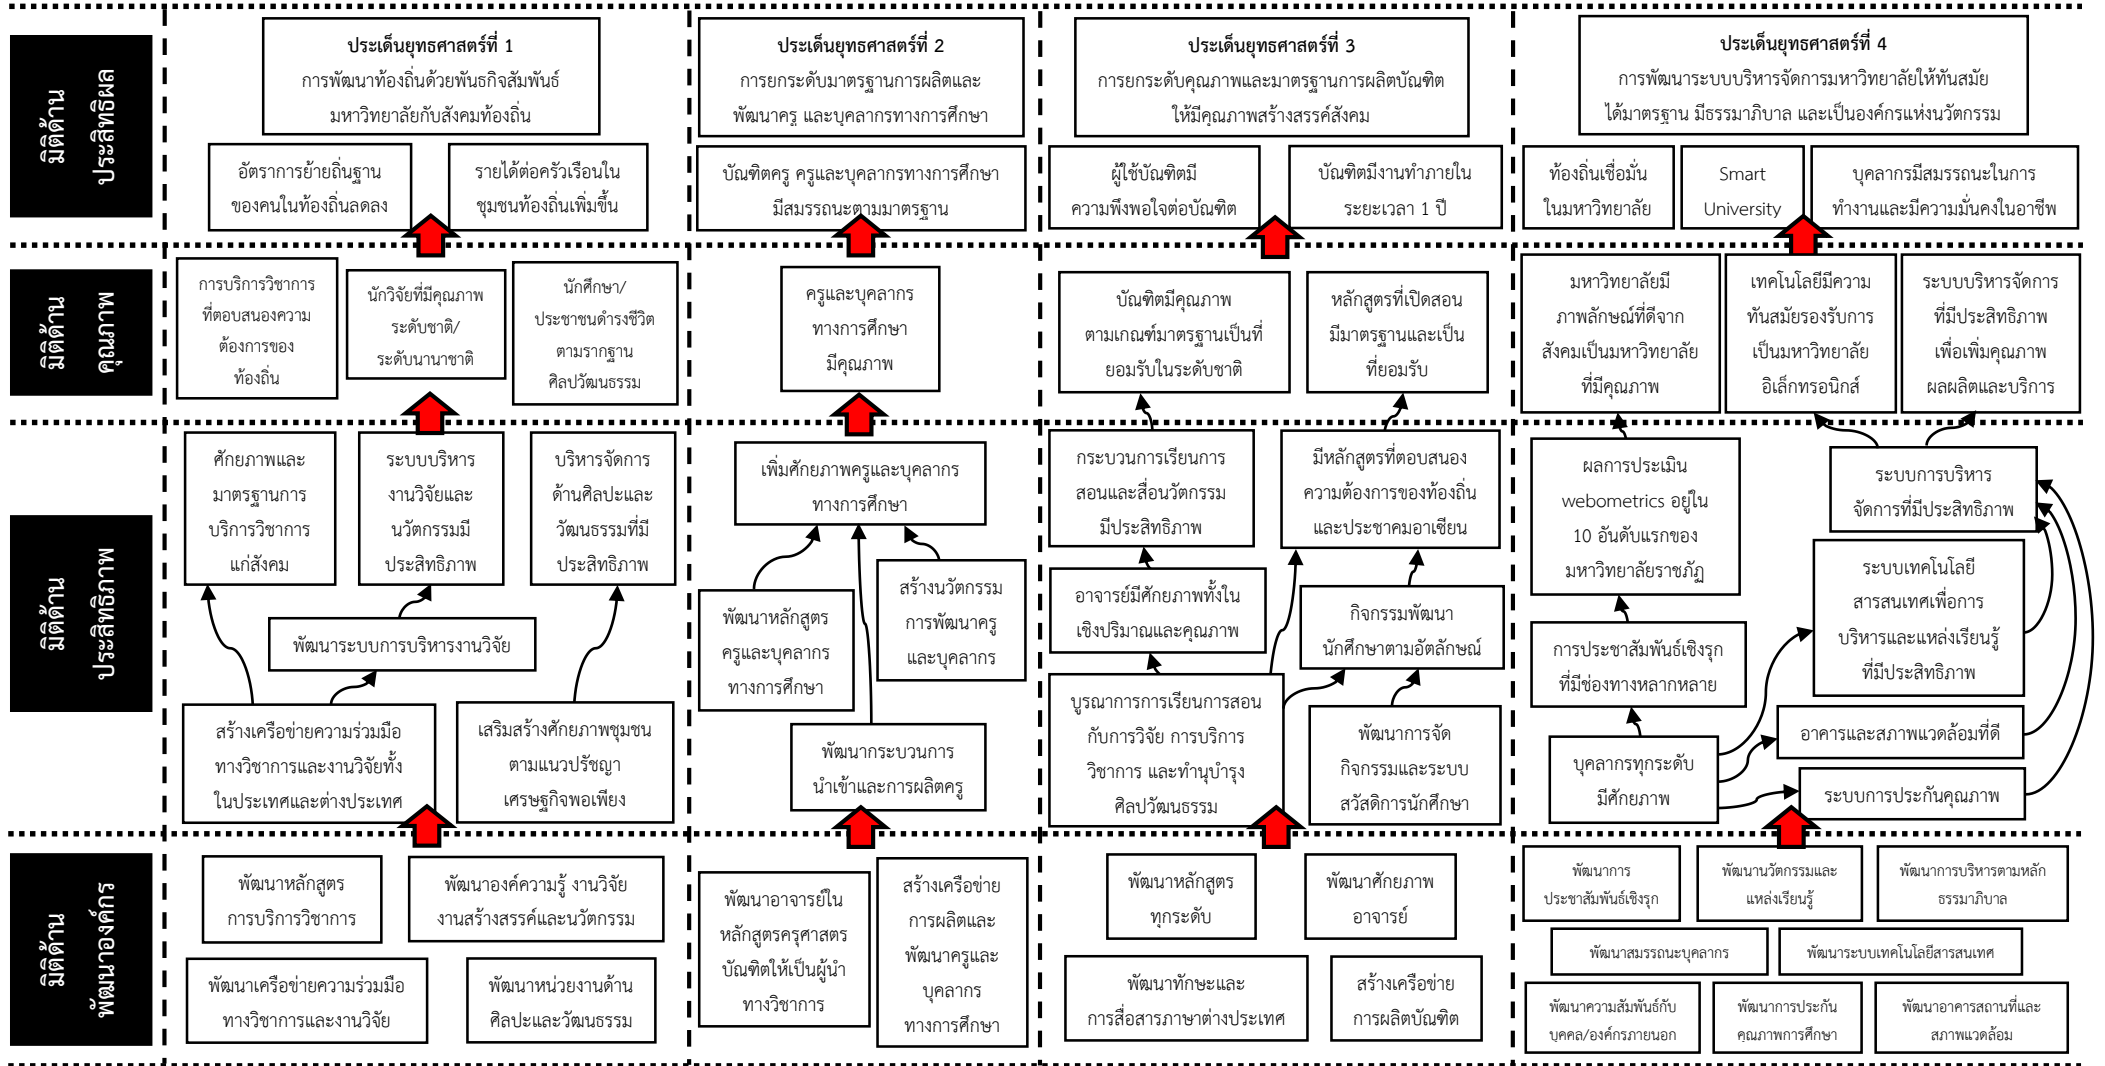 มิติด้าน
ประสิทธิผล
ประเด็นยุทธศาสตร์ที่ 1
การพัฒนาท้องถิ่นด้วยพันธกิจสัมพันธ์
มหาวิทยาลัยกับสังคมท้องถิ่น
อัตราการย้ายถิ่นฐาน
ของคนในท้องถิ่นลดลง
รายได้ต่อครัวเรือนใน
ชุมชนท้องถิ่นเพิ่มขึ้น
ประเด็นยุทธศาสตร์ที่ 2
การยกระดับมาตรฐานการผลิตและ
พัฒนาครู และบุคลากรทางการศึกษา
บัณฑิตครู ครูและบุคลากรทางการศึกษา
มีสมรรถนะตามมาตรฐาน
ประเด็นยุทธศาสตร์ที่ 3
การยกระดับคุณภาพและมาตรฐานการผลิตบัณฑิต
ให้มีคุณภาพสร้างสรรค์สังคม
ผู้ใช้บัณฑิตมี
ความพึงพอใจต่อบัณฑิต
บัณฑิตมีงานทำภายใน
ระยะเวลา 1 ปี
ประเด็นยุทธศาสตร์ที่ 4
การพัฒนาระบบบริหารจัดการมหาวิทยาลัยให้ทันสมัย
ได้มาตรฐาน มีธรรมาภิบาล และเป็นองค์กรแห่งนวัตกรรม
ท้องถิ่นเชื่อมั่น
ในมหาวิทยาลัย
Smart
University
บุคลากรมีสมรรถนะในการ
ทำงานและมีความมั่นคงในอาชีพ
มิติด้าน
คุณภาพ
การบริการวิชาการ
ที่ตอบสนองความ
ต้องการของ
ท้องถิ่น
นักวิจัยที่มีคุณภาพ
ระดับชาติ/
ระดับนานาชาติ
นักศึกษา/
ประชาชนดำรงชีวิต
ตามรากฐาน
ศิลปวัฒนธรรม
ครูและบุคลากร
ทางการศึกษา
มีคุณภาพ
บัณฑิตมีคุณภาพ
ตามเกณฑ์มาตรฐานเป็นที่
ยอมรับในระดับชาติ
หลักสูตรที่เปิดสอน
มีมาตรฐานและเป็น
ที่ยอมรับ
มหาวิทยาลัยมี
ภาพลักษณ์ที่ดีจาก
สังคมเป็นมหาวิทยาลัย
ที่มีคุณภาพ
เทคโนโลยีมีความ
ทันสมัยรองรับการ
เป็นมหาวิทยาลัย
อิเล็กทรอนิกส์
ระบบบริหารจัดการ
ที่มีประสิทธิภาพ
เพื่อเพิ่มคุณภาพ
ผลผลิตและบริการ
มิติด้าน
ประสิทธิภาพ
ศักยภาพและ
มาตรฐานการ
บริการวิชาการ
แก่สังคม
ระบบบริหาร
งานวิจัยและ
นวัตกรรมมี
ประสิทธิภาพ
บริหารจัดการ
ด้านศิลปะและ
วัฒนธรรมที่มี
ประสิทธิภาพ
พัฒนาระบบการบริหารงานวิจัย
สร้างเครือข่ายความร่วมมือ
ทางวิชาการและงานวิจัยทั้ง
ในประเทศและต่างประเทศ
เสริมสร้างศักยภาพชุมชน
ตามแนวปรัชญา
เศรษฐกิจพอเพียง
เพิ่มศักยภาพครูและบุคลากร
ทางการศึกษา
พัฒนาหลักสูตร
ครูและบุคลากร
ทางการศึกษา
สร้างนวัตกรรม
การพัฒนาครู
และบุคลากร
พัฒนากระบวนการ
นำเข้าและการผลิตครู
กระบวนการเรียนการ
สอนและสื่อนวัตกรรม
มีประสิทธิภาพ
มีหลักสูตรที่ตอบสนอง
ความต้องการของท้องถิ่น
และประชาคมอาเซียน
อาจารย์มีศักยภาพทั้งใน
เชิงปริมาณและคุณภาพ
กิจกรรมพัฒนา
นักศึกษาตามอัตลักษณ์
บูรณาการการเรียนการสอน
กับการวิจัย การบริการ
วิชาการ และทำนุบำรุง
ศิลปวัฒนธรรม
พัฒนาการจัด
กิจกรรมและระบบ
สวัสดิการนักศึกษา
ผลการประเมิน
webometrics อยู่ใน
10 อันดับแรกของ
มหาวิทยาลัยราชภัฏ
ระบบการบริหาร
จัดการที่มีประสิทธิภาพ
ระบบเทคโนโลยี
สารสนเทศเพื่อการ
บริหารและแหล่งเรียนรู้
ที่มีประสิทธิภาพ
การประชาสัมพันธ์เชิงรุก
ที่มีช่องทางหลากหลาย
อาคารและสภาพแวดล้อมที่ดี
บุคลากรทุกระดับ
มีศักยภาพ
ระบบการประกันคุณภาพ
มิติด้าน
พัฒนาองค์กร
พัฒนาหลักสูตร
การบริการวิชาการ
พัฒนาองค์ความรู้ งานวิจัย
งานสร้างสรรค์และนวัตกรรม
พัฒนาเครือข่ายความร่วมมือ
ทางวิชาการและงานวิจัย
พัฒนาหน่วยงานด้าน
ศิลปะและวัฒนธรรม
พัฒนาอาจารย์ใน
หลักสูตรครุศาสตร
บัณฑิตให้เป็นผู้นำ
ทางวิชาการ
สร้างเครือข่าย
การผลิตและ
พัฒนาครูและ
บุคลากร
ทางการศึกษา
พัฒนาหลักสูตร
ทุกระดับ
พัฒนาศักยภาพ
อาจารย์
พัฒนาทักษะและ
การสื่อสารภาษาต่างประเทศ
สร้างเครือข่าย
การผลิตบัณฑิต
พัฒนาการ
ประชาสัมพันธ์เชิงรุก
พัฒนานวัตกรรมและ
แหล่งเรียนรู้
พัฒนาการบริหารตามหลัก
ธรรมาภิบาล
พัฒนาสมรรถนะบุคลากร
พัฒนาระบบเทคโนโลยีสารสนเทศ
พัฒนาความสัมพันธ์กับ
บุคคล/องค์กรภายนอก
พัฒนาการประกัน
คุณภาพการศึกษา
พัฒนาอาคารสถานที่และ
สภาพแวดล้อม